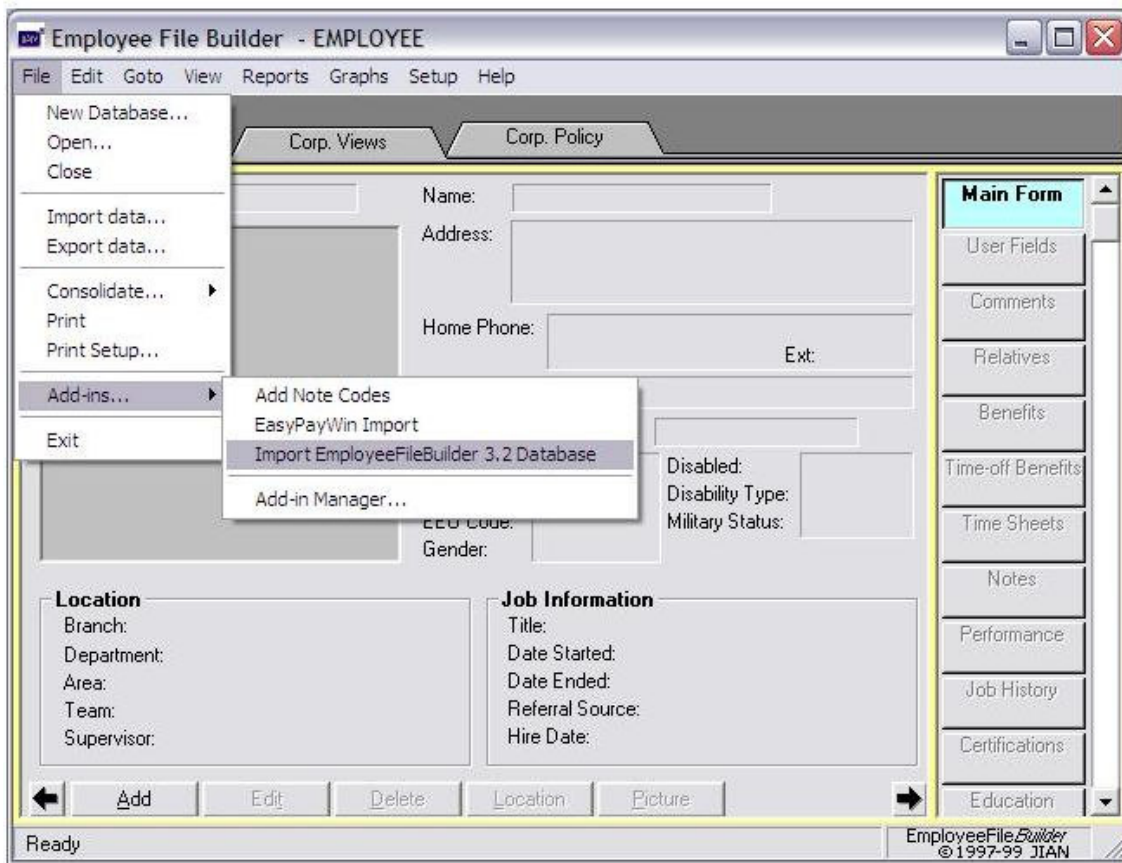 Employee File Builder - EMPLOYEE
File Edit Goto View Reports Graphs Setup Help
New Database...
Open...
Close
Import data...
Export data...
Consolidate...
Print
Print Setup...
Add-ins...
Exit
Add Note Codes
EasyPayWin Import
Import EmployeeFileBuilder 3.2 Database
Add-in Manager...
Corp. Views
Corp. Policy
Name:
Address:
Home Phone:
Ext:
Disabled:
Disability Type:
EEO Code:
Military Status:
Gender:
Location
Branch:
Department:
Area:
Team:
Supervisor:
Job Information
Title:
Date Started:
Date Ended:
Referral Source:
Hire Date:
Main Form
User Fields
Comments
Relatives
Benefits
Time-off Benefits
Time Sheets
Notes
Performance
Job History
Certifications
Education
Add Edit Delete Location Picture
Ready
EmployeeFileBuilder
©1997-99 JIAN